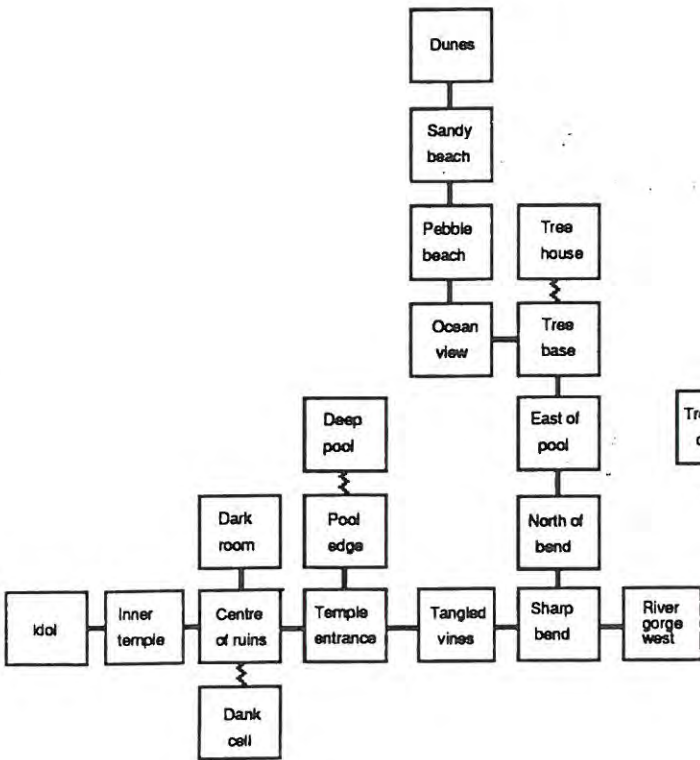 Dunes
Sandy
beach
Pebble
beach
Tree
house
Ocean
view
Tree
base
Deep
pool
East of
pool
Dark
room
Pool
edge
North of
bend
Idol
Inner
temple
Centre
of ruins
Temple
entrance
Tangled
vines
Sharp
bend
River
gorge
west
Dank
cell